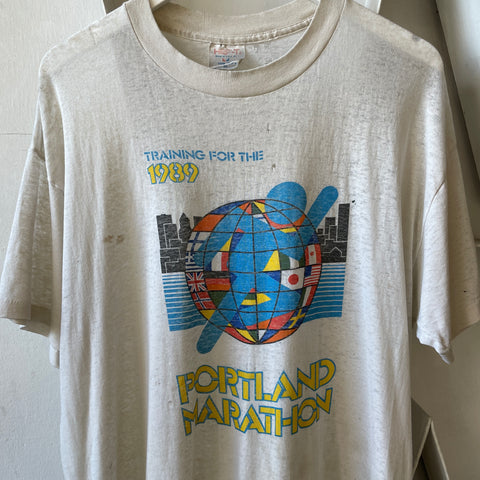 TRAINING FOR THE
1989
PORTLAND
MARATHON